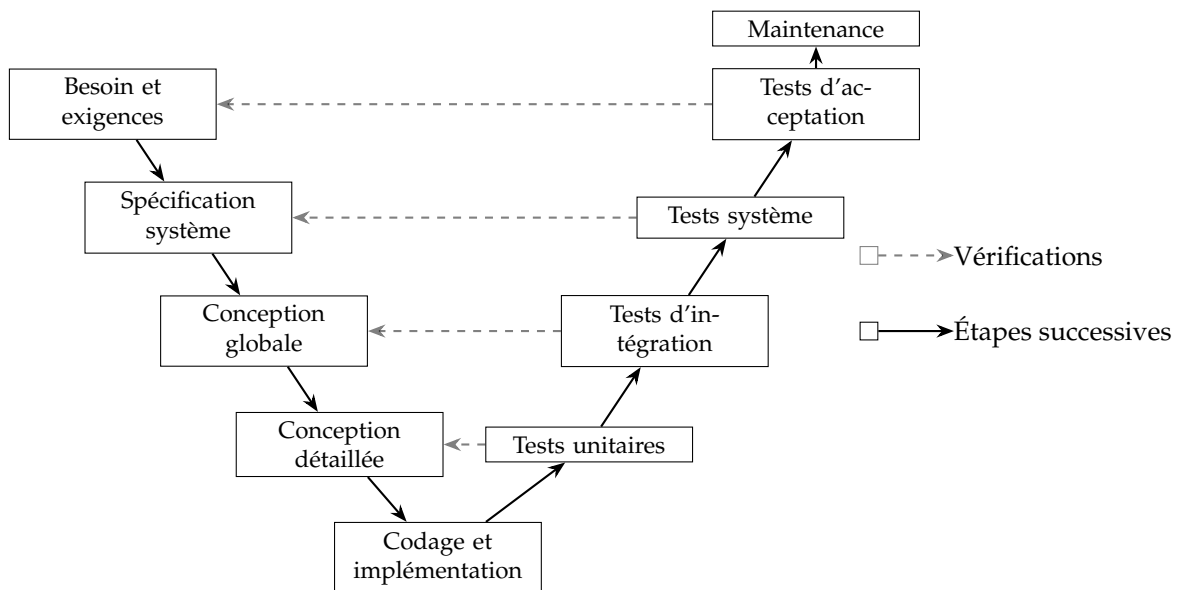 Maintenance
Besoin et
exigences
Tests d'ac-
ceptation
Spécification
système
Tests système
Vérifications
Conception
globale
Tests d'in-
tégration
Étapes successives
Conception
détaillée
Tests unitaires
Codage et
implémentation